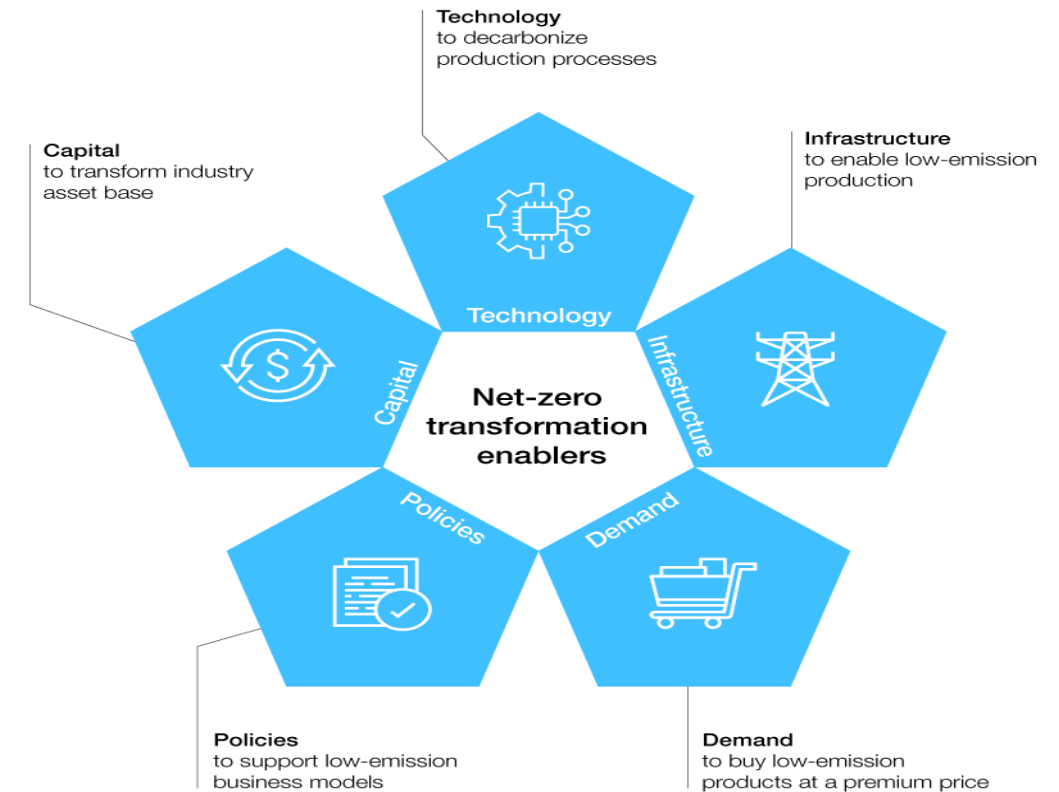 Technology
to decarbonize
production processes
Capital
to transform industry
asset base
Infrastructure
to enable low-emission
production
Technology
Capital
Infrastructure
Net-zero
transformation
enablers
Policies
Demand
$
Policies
to support low-emission
business models
Demand
to buy low-emission
products at a premium price